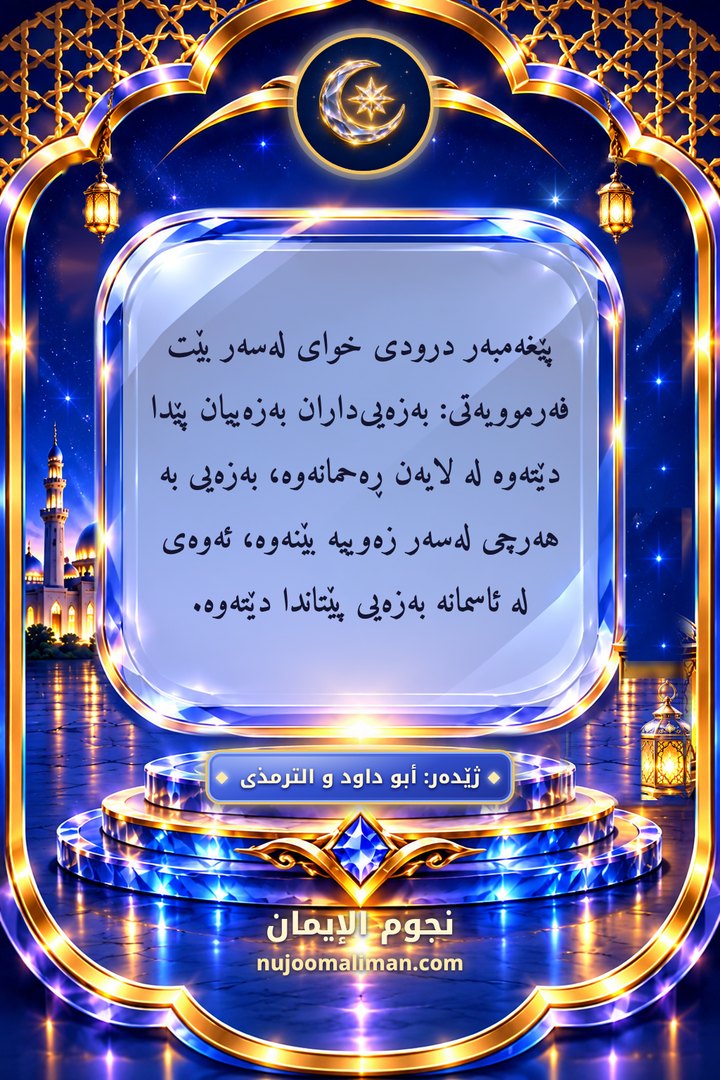 پێغەمبەر درودی خوای لەسەر بێت
فەرموویەتی: بەزەیی‌داران بەزەییان پێدا
دێتەوە لە لایەن ڕەحمانەوە، بەزەیی بە
هەرچی لەسەر زەوییە بێنەوە، ئەوەی
لە ئاسمانە بەزەیی پێتاندا دێتەوە.
ژێدەر: أبو داود و الترمذی
نجوم الإيمان
nujoomaliman.com